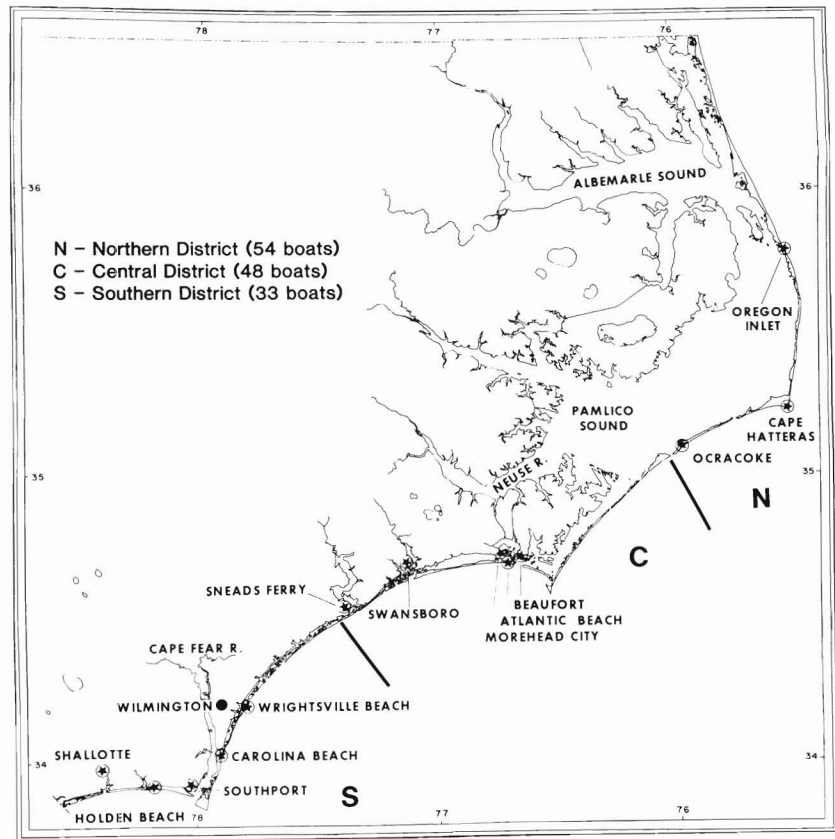 78 77 76
36 36
ALBEMARLE SOUND
N – Northern District (54 boats)
C – Central District (48 boats)
S – Southern District (33 boats)
OREGON
INLET
PAMLICO
SOUND
CAPE
HATTERAS
OCRACOKE
NEUSE R.
35 35
N
C
SNEADS FERRY
SWANSBORO
BEAUFORT
ATLANTIC BEACH
MOREHEAD CITY
CAPE FEAR R.
WILMINGTON
WRIGHTSVILLE BEACH
SHALLOTTE
CAROLINA BEACH
34 34
SOUTHPORT
S
HOLDEN BEACH
78 77 76